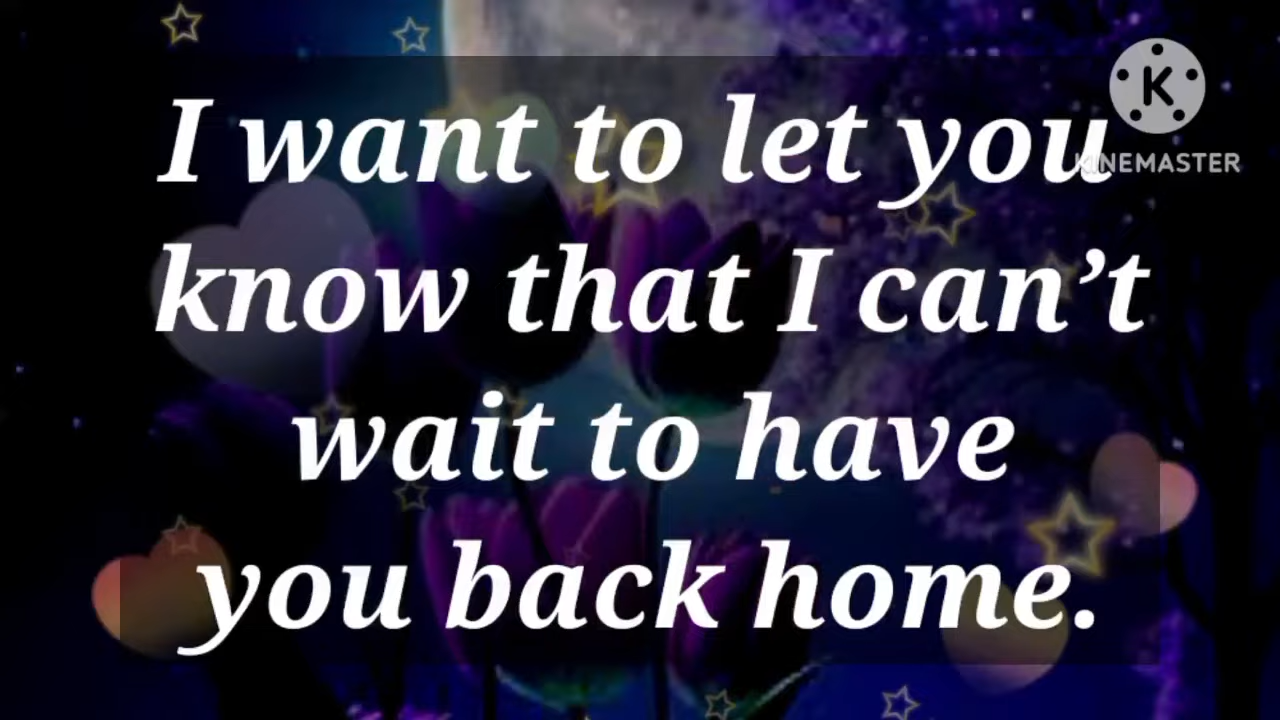 I want to let you
KINEMASTER
know that I can’t
wait to have
you back home.